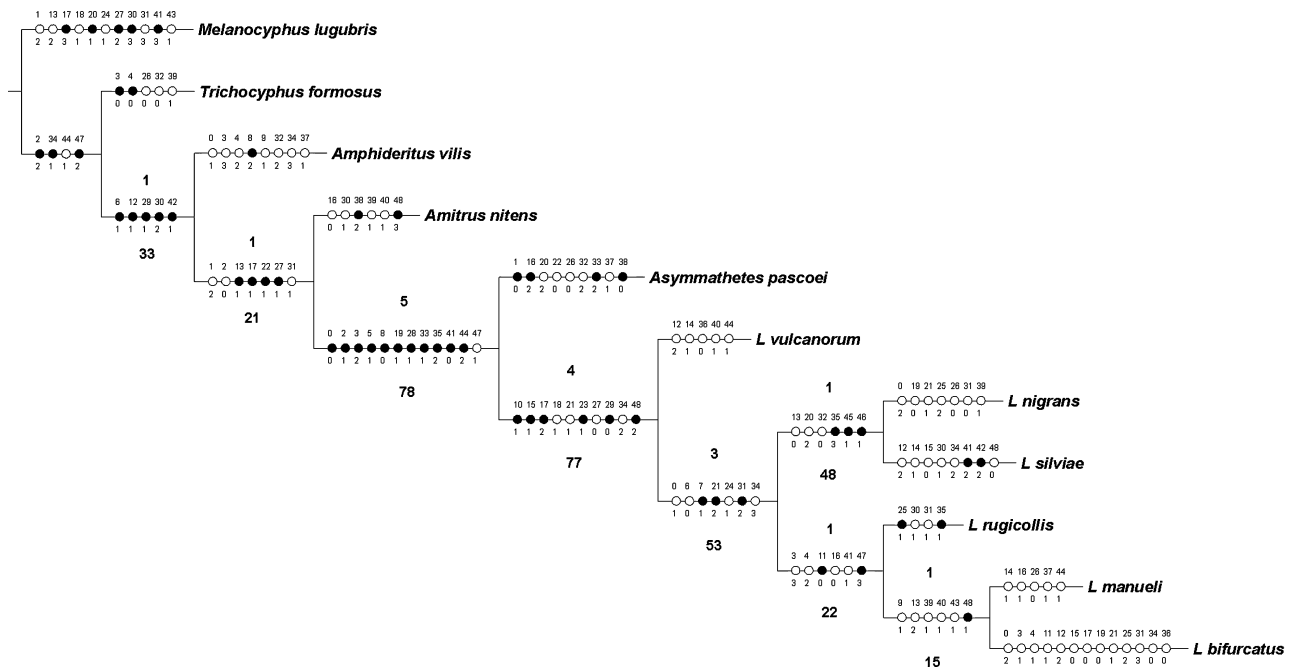 1 13 17 18 20 24 27 30 31 41 43
Melanocyphus lugubris
2 2 3 1 1 1 2 3 3 3 1
3 4 26 32 39
Trichocyphus formosus
0 0 0 0 1
2 34 44 47
2 1 1 2
0 3 4 8 9 32 34 37
Amphideritus vilis
1 3 2 2 1 2 3 1
1
6 12 29 30 42
1 1 1 2 1
33
16 30 38 39 40 48
Amitrus nitens
0 1 2 1 1 3
1
1 2 13 17 22 27 31
2 0 1 1 1 1 1
21
1 16 20 22 26 32 33 37 38
Asymmathetes pascoei
0 2 2 0 0 2 2 1 0
5
0 2 3 5 8 19 28 33 35 41 44 47
0 1 2 1 0 1 1 1 2 0 2 1
78
12 14 36 40 44
L vulcanorum
2 1 0 1 1
4
10 15 17 18 21 23 27 29 34 48
1 1 2 1 1 1 0 0 2 2
77
0 19 21 25 26 31 39
L nigrans
2 0 1 2 0 0 1
1
13 20 32 35 45 46
0 2 0 3 1 1
48
12 14 15 30 34 41 42 48
L silviae
2 1 0 1 2 2 2 0
3
0 6 7 21 24 31 34
1 0 1 2 1 2 3
53
25 30 31 35
L rugicollis
1 1 1 1
1
3 4 11 16 41 47
3 2 0 0 1 3
22
14 16 26 37 44
L manueli
1 1 0 1 1
1
9 13 39 40 43 48
1 2 1 1 1 1
15
0 3 4 11 12 15 17 19 21 25 31 34 36
L bifurcatus
2 1 1 1 2 0 0 0 1 2 3 0 0